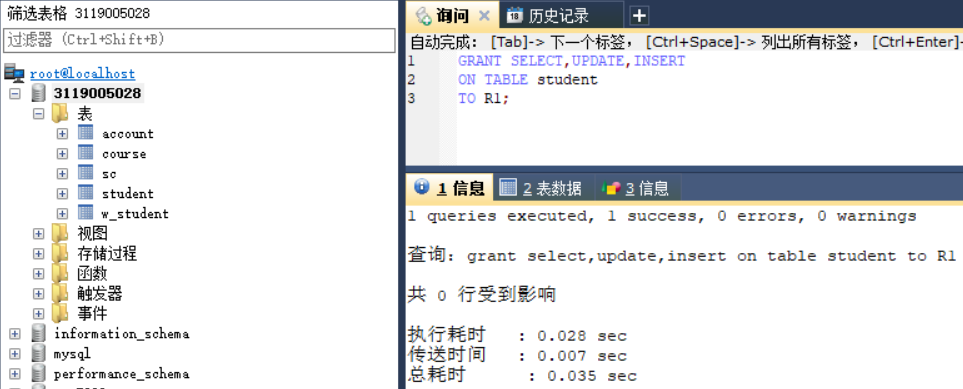 筛选表格 3119005028
过滤器 (Ctrl+Shift+B)
root@localhost
3119005028
表
account
course
sc
student
w_student
视图
存储过程
函数
触发器
事件
information_schema
mysql
performance_schema
询问
历史记录
自动完成: [Tab]-> 下一个标签, [Ctrl+Space]-> 列出所有标签, [Ctrl+Enter]-
1 GRANT SELECT,UPDATE,INSERT
2 ON TABLE student
3 TO R1;
1 信息 2 表数据 3 信息
1 queries executed, 1 success, 0 errors, 0 warnings
查询: grant select,update,insert on table student to R1
共 0 行受到影响
执行耗时 : 0.028 sec
传送时间 : 0.007 sec
总耗时 : 0.035 sec